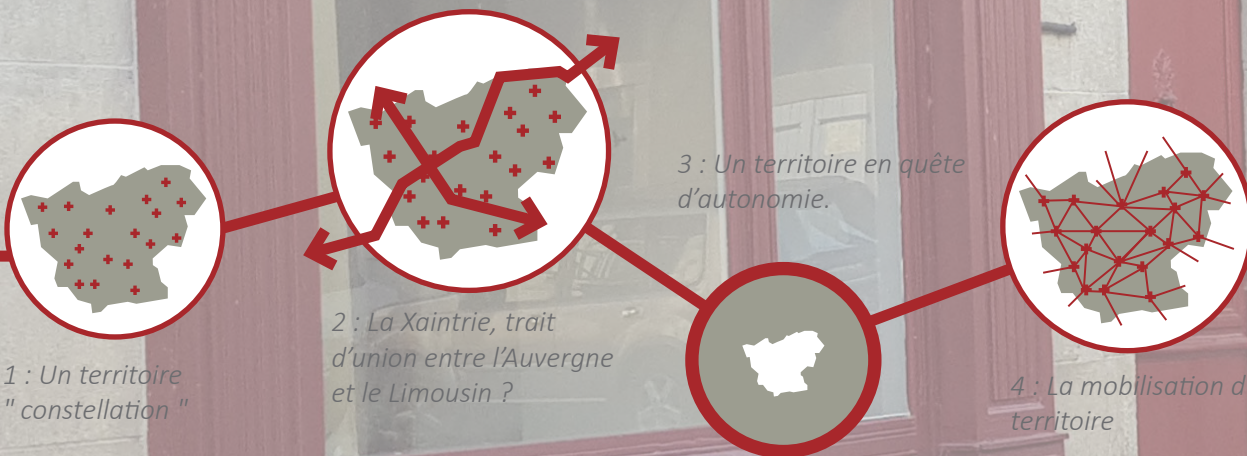 1 : Un territoire
" constellation "
2 : La Xaintrie, trait
d’union entre l’Auvergne
et le Limousin ?
3 : Un territoire en quête
d’autonomie.
4 : La mobilisation d
territoire